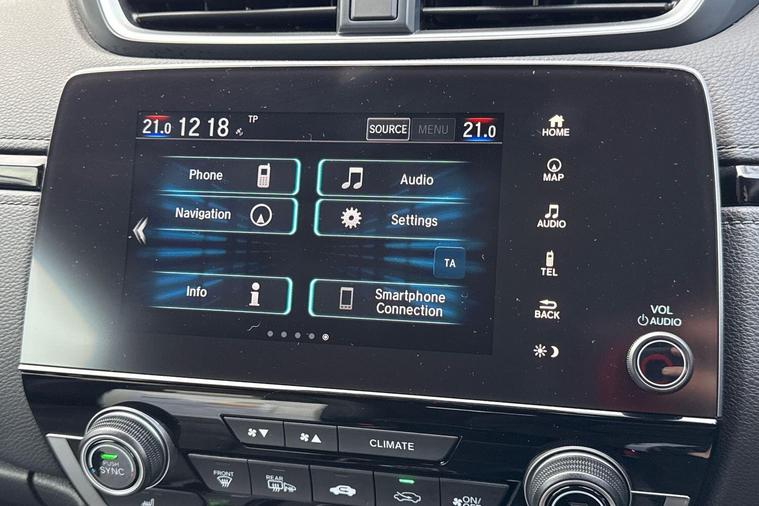 21.0 12 18 TP SOURCE MENU 21.0
Phone
Audio
Navigation
Settings
TA
Info
Smartphone
Connection
HOME
MAP
AUDIO
TEL
BACK
VOL
AUDIO
PUSH
SYNC
CLIMATE
FRONT
REAR
ON/
OFF